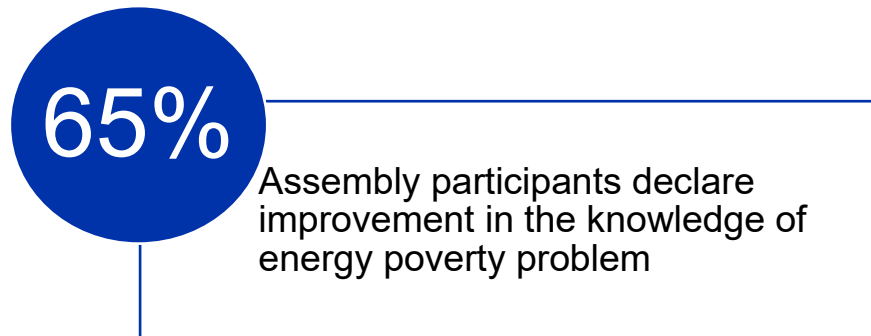 65%
Assembly participants declare
improvement in the knowledge of
energy poverty problem